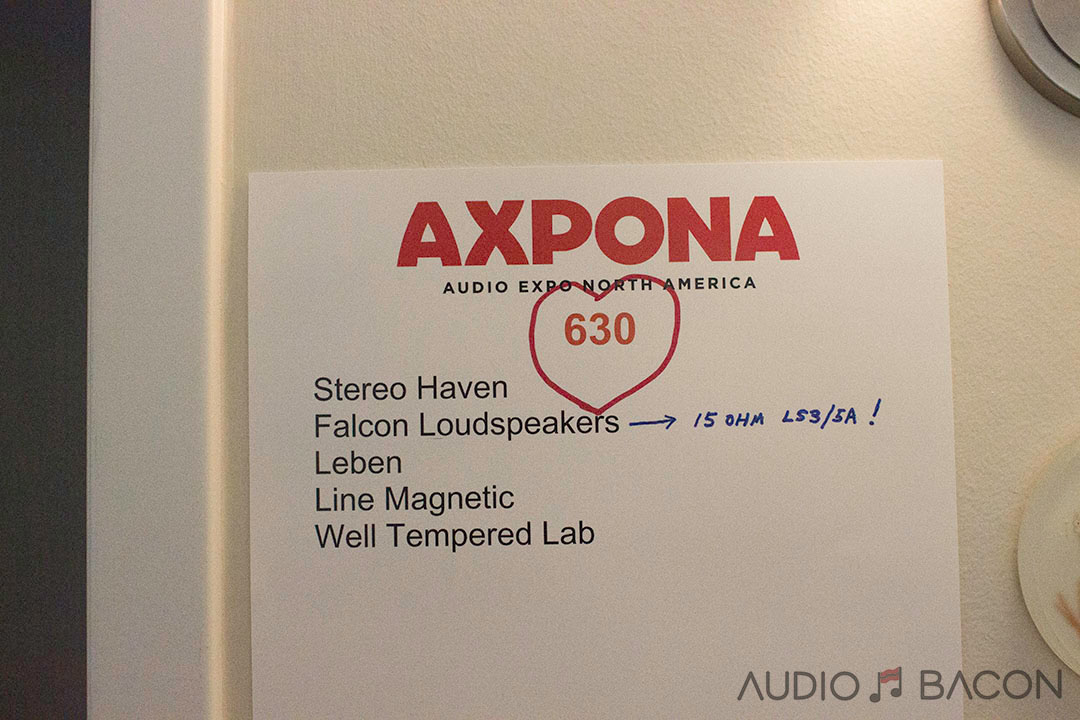 AXPONA
AUDIO EXPO NORTH AMERICA
630
Stereo Haven
Falcon Loudspeakers → 15 OHM LS3/5A !
Leben
Line Magnetic
Well Tempered Lab
AUDIO BACON